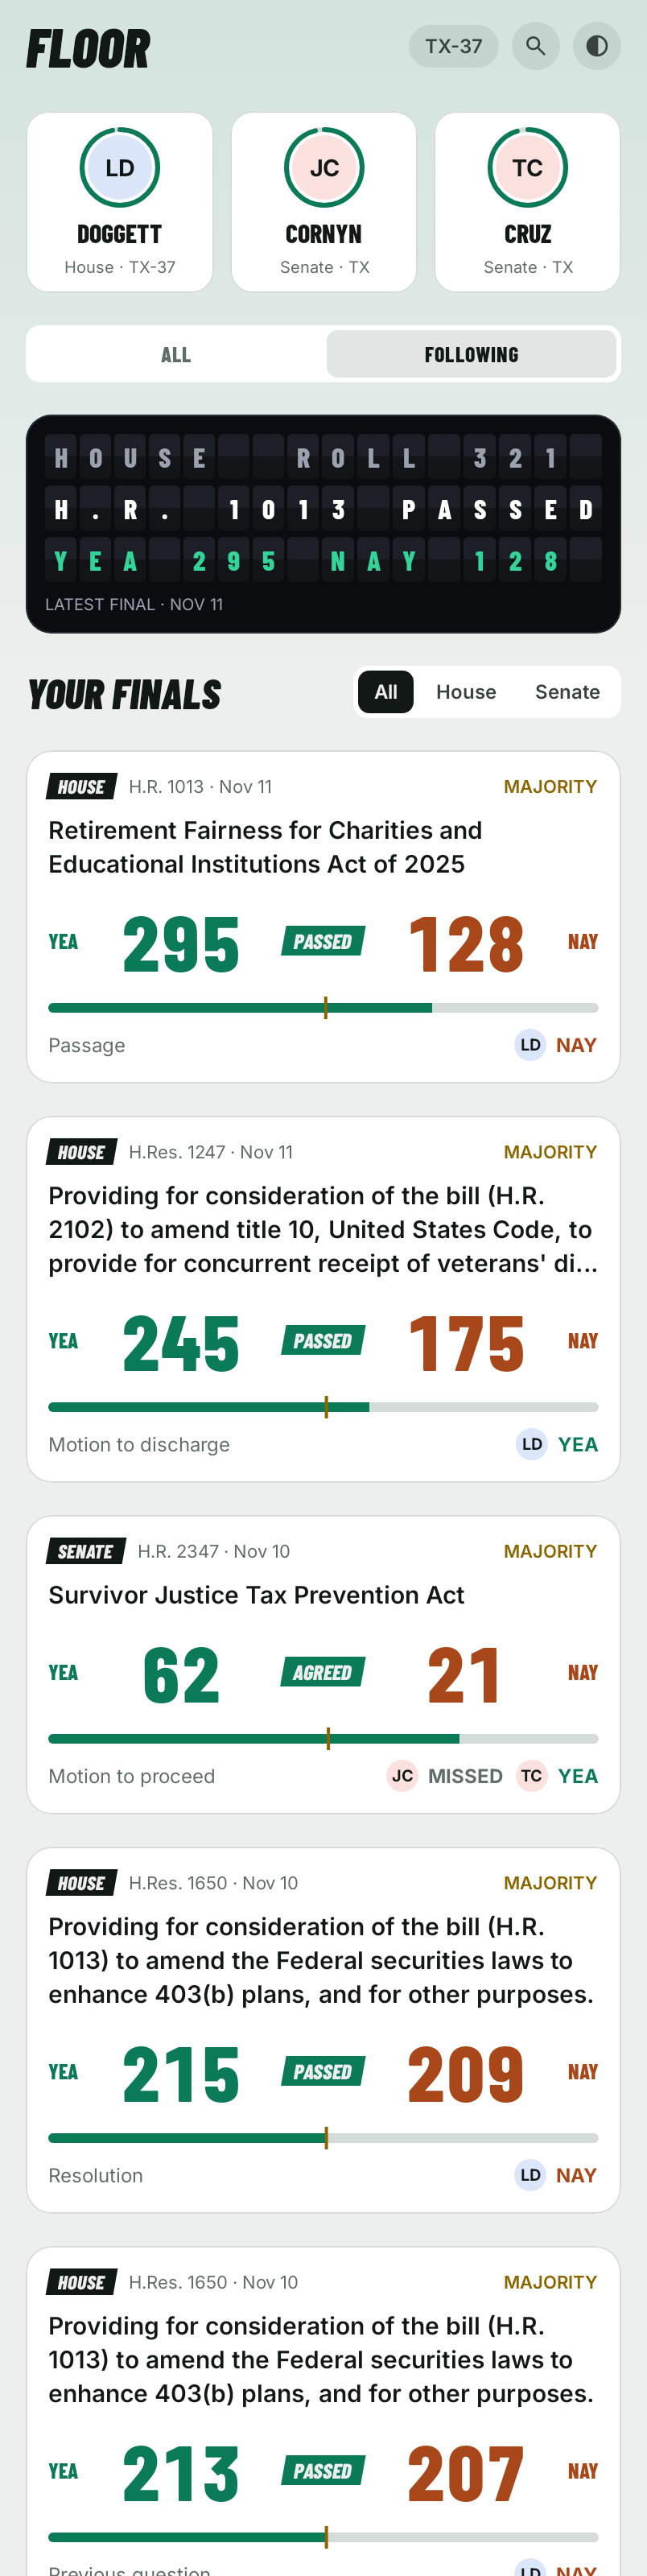 FLOOR
TX-37
LD
JC
TC
DOGGETT
CORNYN
CRUZ
House · TX-37
Senate · TX
Senate · TX
ALL
FOLLOWING
HOUSE ROLL 321
H.R. 1013 PASSED
YEA 295 NAY 128
LATEST FINAL · NOV 11
YOUR FINALS
All
House
Senate
HOUSE H.R. 1013 · Nov 11 MAJORITY
Retirement Fairness for Charities and
Educational Institutions Act of 2025
YEA 295 PASSED 128 NAY
Passage LD NAY
HOUSE H.Res. 1247 · Nov 11 MAJORITY
Providing for consideration of the bill (H.R.
2102) to amend title 10, United States Code, to
provide for concurrent receipt of veterans' di...
YEA 245 PASSED 175 NAY
Motion to discharge LD YEA
SENATE H.R. 2347 · Nov 10 MAJORITY
Survivor Justice Tax Prevention Act
YEA 62 AGREED 21 NAY
Motion to proceed JC MISSED TC YEA
HOUSE H.Res. 1650 · Nov 10 MAJORITY
Providing for consideration of the bill (H.R.
1013) to amend the Federal securities laws to
enhance 403(b) plans, and for other purposes.
YEA 215 PASSED 209 NAY
Resolution LD NAY
HOUSE H.Res. 1650 · Nov 10 MAJORITY
Providing for consideration of the bill (H.R.
1013) to amend the Federal securities laws to
enhance 403(b) plans, and for other purposes.
YEA 213 PASSED 207 NAY
Previous question LD NAY